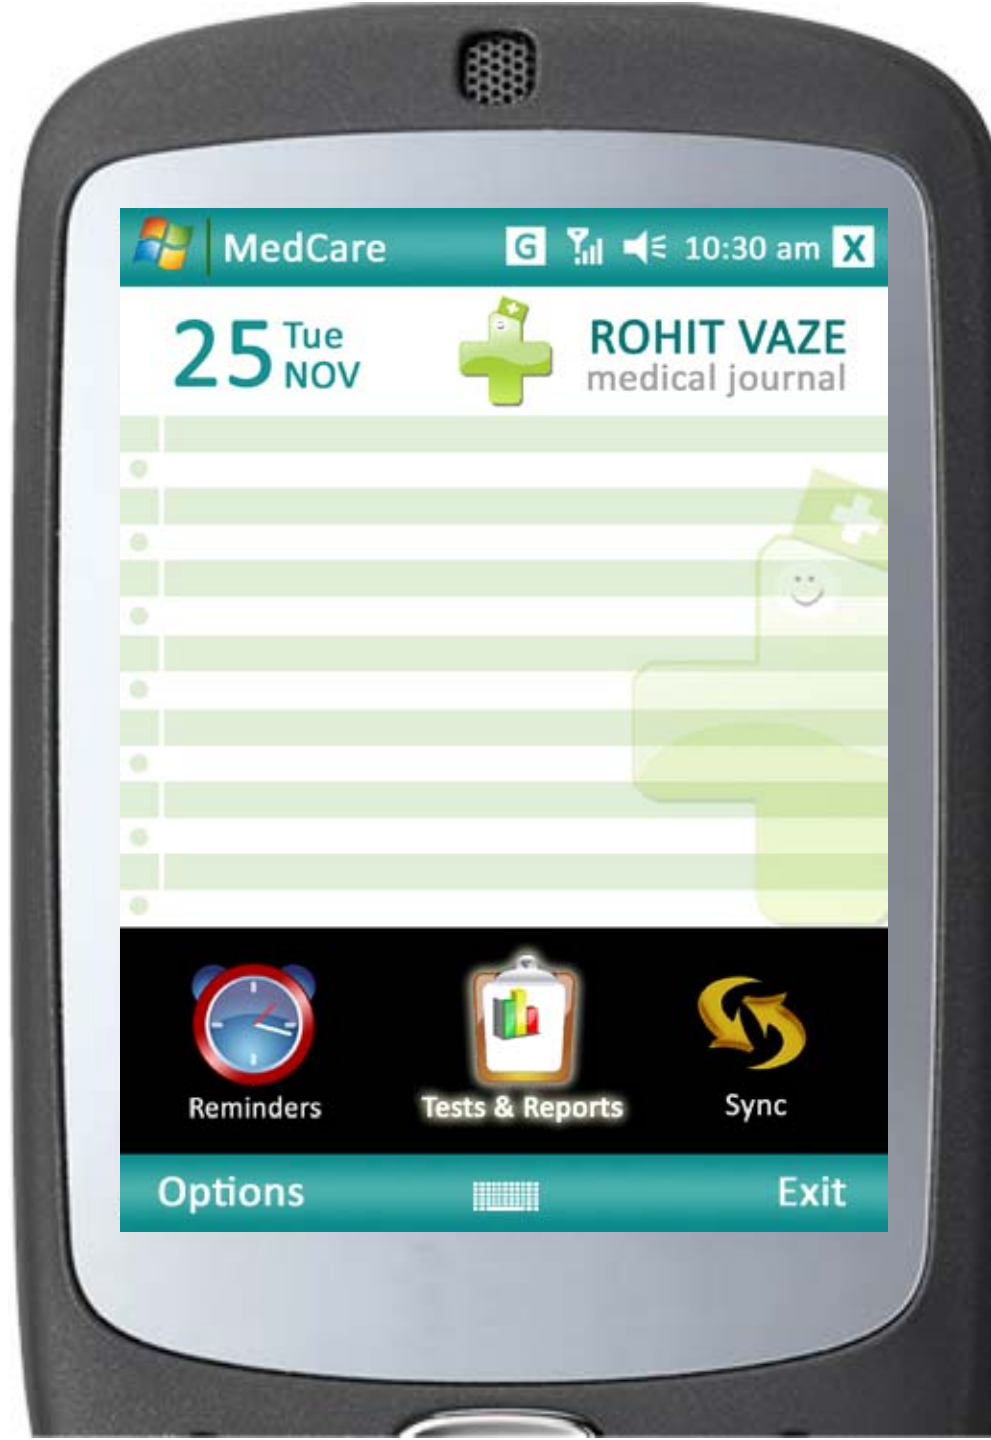 MedCare G 10:30 am X
25 Tue NOV
ROHIT VAZE
medical journal
Reminders Tests & Reports Sync
Options Exit